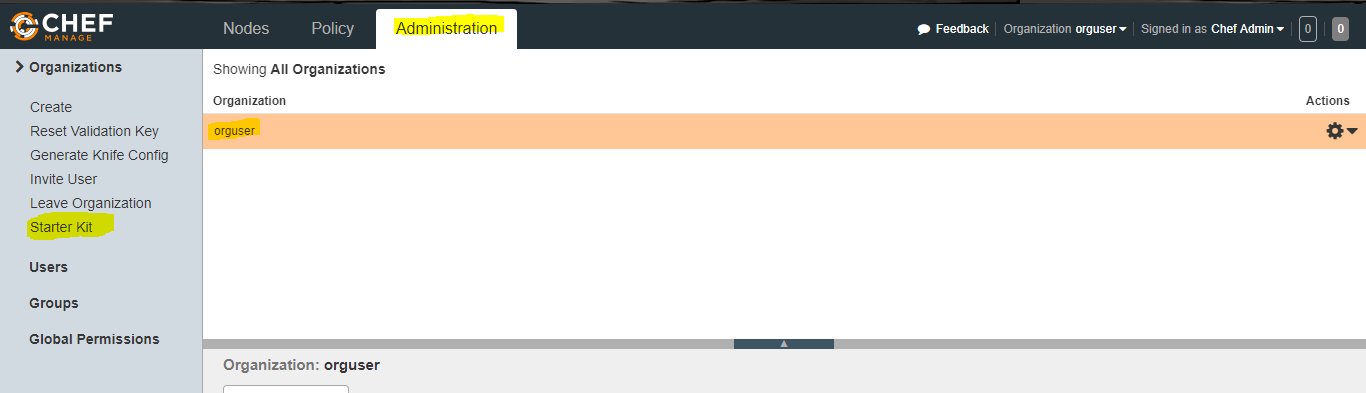 CHEF
MANAGE
Nodes
Policy
Administration
Feedback
Organization orguser
Signed in as Chef Admin
0
0
Organizations
Create
Reset Validation Key
Generate Knife Config
Invite User
Leave Organization
Starter Kit
Users
Groups
Global Permissions
Showing All Organizations
Organization
Actions
orguser
Organization: orguser